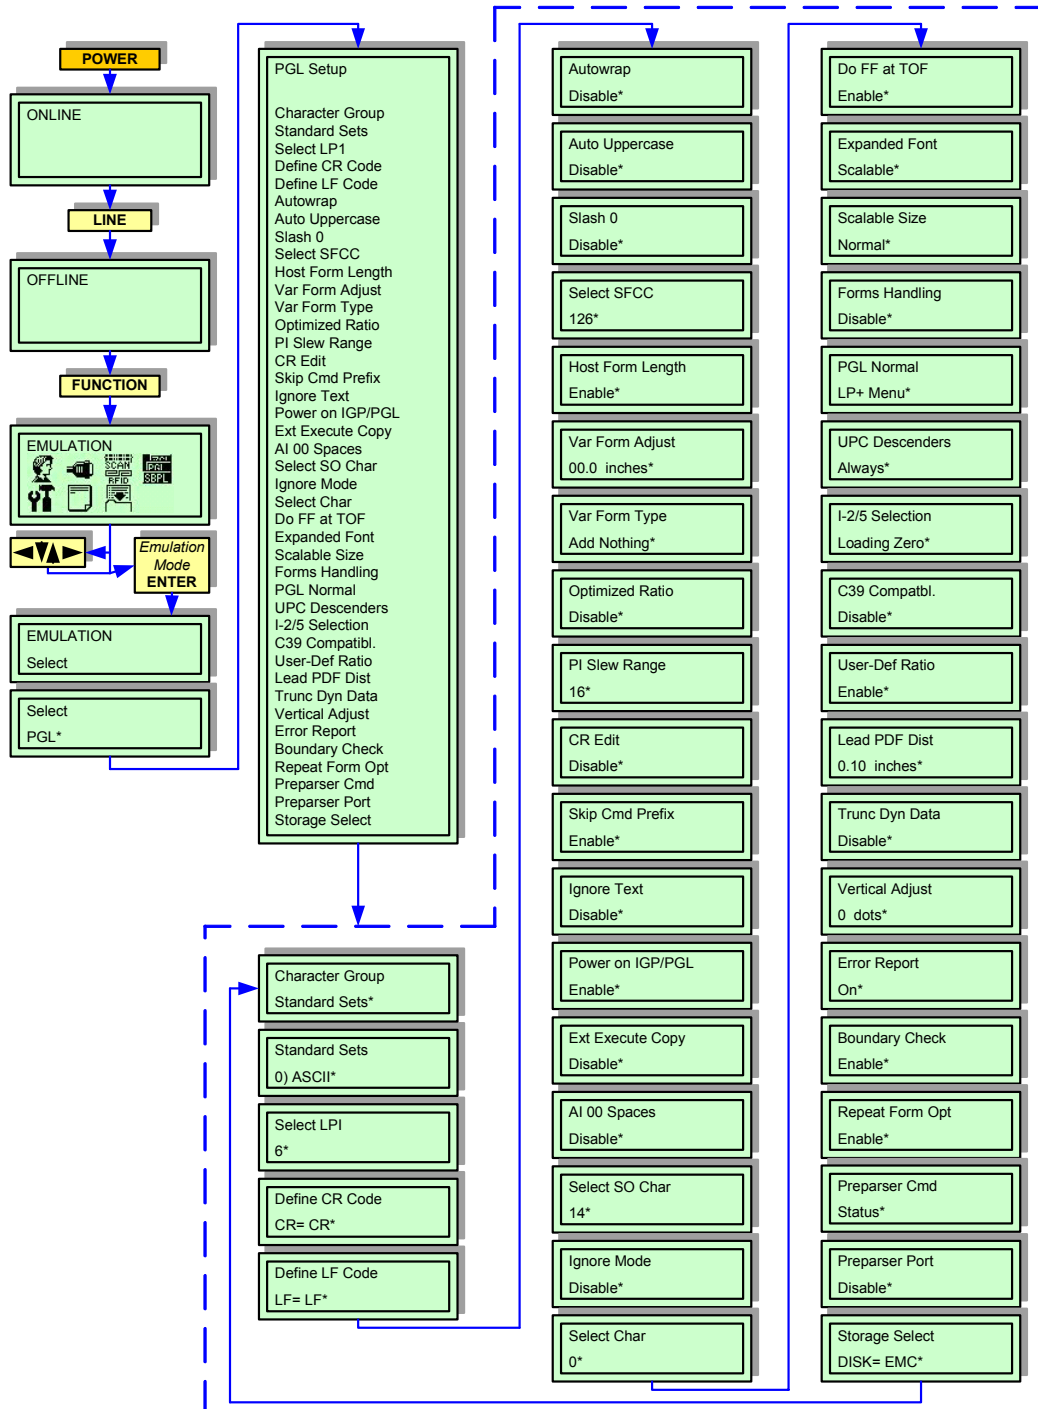 POWER
ONLINE
LINE
OFFLINE
FUNCTION
EMULATION
SCAN
RFID
PGL
SBPL
Emulation
Mode
ENTER
EMULATION
Select
Select
PGL*
PGL Setup
Character Group
Standard Sets
Select LP1
Define CR Code
Define LF Code
Autowrap
Auto Uppercase
Slash 0
Select SFCC
Host Form Length
Var Form Adjust
Var Form Type
Optimized Ratio
PI Slew Range
CR Edit
Skip Cmd Prefix
Ignore Text
Power on IGP/PGL
Ext Execute Copy
AI 00 Spaces
Select SO Char
Ignore Mode
Select Char
Do FF at TOF
Expanded Font
Scalable Size
Forms Handling
PGL Normal
UPC Descenders
I-2/5 Selection
C39 Compatibl.
User-Def Ratio
Lead PDF Dist
Trunc Dyn Data
Vertical Adjust
Error Report
Boundary Check
Repeat Form Opt
Preparser Cmd
Preparser Port
Storage Select
Character Group
Standard Sets*
Standard Sets
0) ASCII*
Select LPI
6*
Define CR Code
CR= CR*
Define LF Code
LF= LF*
Autowrap
Disable*
Auto Uppercase
Disable*
Slash 0
Disable*
Select SFCC
126*
Host Form Length
Enable*
Var Form Adjust
00.0 inches*
Var Form Type
Add Nothing*
Optimized Ratio
Disable*
PI Slew Range
16*
CR Edit
Disable*
Skip Cmd Prefix
Enable*
Ignore Text
Disable*
Power on IGP/PGL
Enable*
Ext Execute Copy
Disable*
AI 00 Spaces
Disable*
Select SO Char
14*
Ignore Mode
Disable*
Select Char
0*
Do FF at TOF
Enable*
Expanded Font
Scalable*
Scalable Size
Normal*
Forms Handling
Disable*
PGL Normal
LP+ Menu*
UPC Descenders
Always*
I-2/5 Selection
Loading Zero*
C39 Compatbl.
Disable*
User-Def Ratio
Enable*
Lead PDF Dist
0.10 inches*
Trunc Dyn Data
Disable*
Vertical Adjust
0 dots*
Error Report
On*
Boundary Check
Enable*
Repeat Form Opt
Enable*
Preparser Cmd
Status*
Preparser Port
Disable*
Storage Select
DISK= EMC*